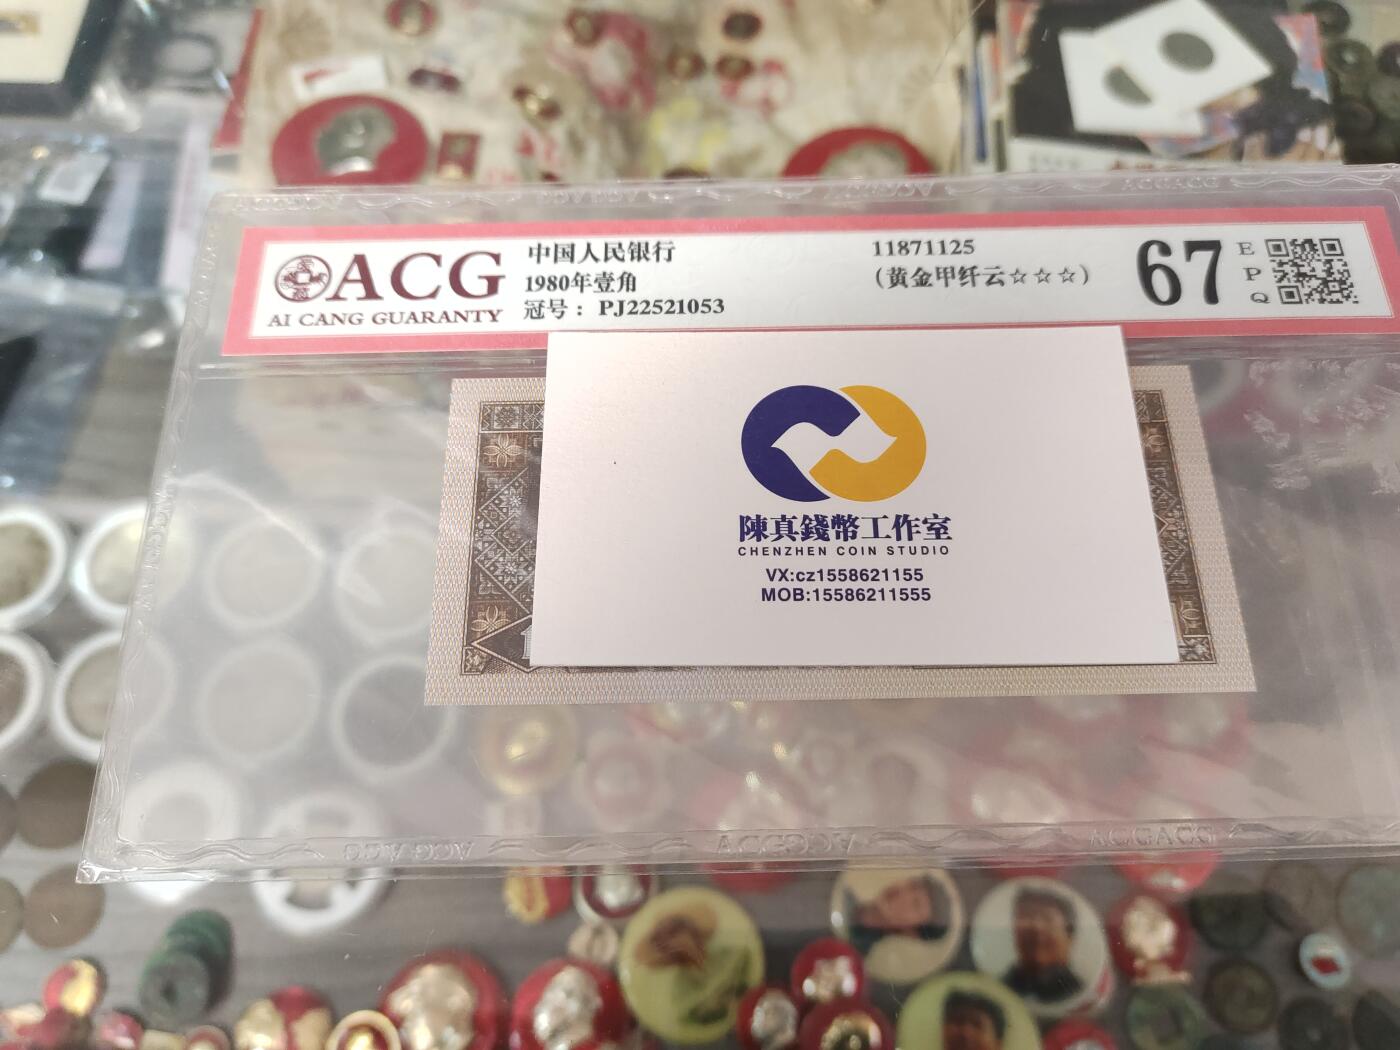 ACG
AI CANG GUARANTY
中国人民银行
1980年壹角
冠号：PJ22521053
11871125
（黄金甲纤云☆☆☆）
67
E
P
Q
陳真錢幣工作室
CHENZHEN COIN STUDIO
VX:cz1558621155
MOB:15586211555
ACGACG
ACGACG